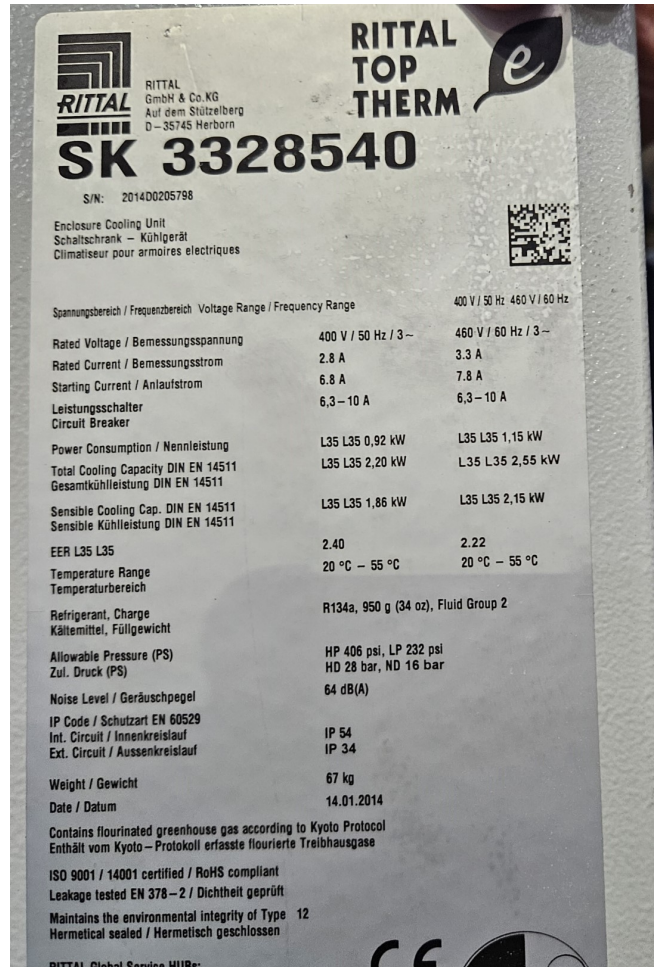 RITTAL
RITTAL
GmbH & Co.KG
Auf dem Stützelberg
D-35745 Herborn
RITTAL
TOP
THERM
e
SK 3328540
S/N: 2014D0205798
Enclosure Cooling Unit
Schaltschrank – Kühlgerät
Climatiseur pour armoires electriques
Spannungsbereich / Frequenzbereich Voltage Range / Frequency Range 400 V / 50 Hz 460 V / 60 Hz
Rated Voltage / Bemessungsspannung 400 V / 50 Hz / 3~ 460 V / 60 Hz / 3~
Rated Current / Bemessungsstrom 2.8 A 3.3 A
Starting Current / Anlaufstrom 6.8 A 7.8 A
Leistungsschalter 6,3–10 A 6,3–10 A
Circuit Breaker
Power Consumption / Nennleistung L35 L35 0,92 kW L35 L35 1,15 kW
Total Cooling Capacity DIN EN 14511 L35 L35 2,20 kW L35 L35 2,55 kW
Gesamtkühlleistung DIN EN 14511
Sensible Cooling Cap. DIN EN 14511 L35 L35 1,86 kW L35 L35 2,15 kW
Sensible Kühlleistung DIN EN 14511
EER L35 L35 2.40 2.22
Temperature Range 20 °C – 55 °C 20 °C – 55 °C
Temperaturbereich
Refrigerant, Charge R134a, 950 g (34 oz), Fluid Group 2
Kältemittel, Füllgewicht
Allowable Pressure (PS) HP 406 psi, LP 232 psi
Zul. Druck (PS) HD 28 bar, ND 16 bar
Noise Level / Geräuschpegel 64 dB(A)
IP Code / Schutzart EN 60529
Int. Circuit / Innenkreislauf IP 54
Ext. Circuit / Aussenkreislauf IP 34
Weight / Gewicht 67 kg
Date / Datum 14.01.2014
Contains flourinated greenhouse gas according to Kyoto Protocol
Enthält vom Kyoto–Protokoll erfasste flourierte Treibhausgase
ISO 9001 / 14001 certified / RoHS compliant
Leakage tested EN 378–2 / Dichtheit geprüft
Maintains the environmental integrity of Type 12
Hermetical sealed / Hermetisch geschlossen
RITTAL Global Service HUBs:
CE